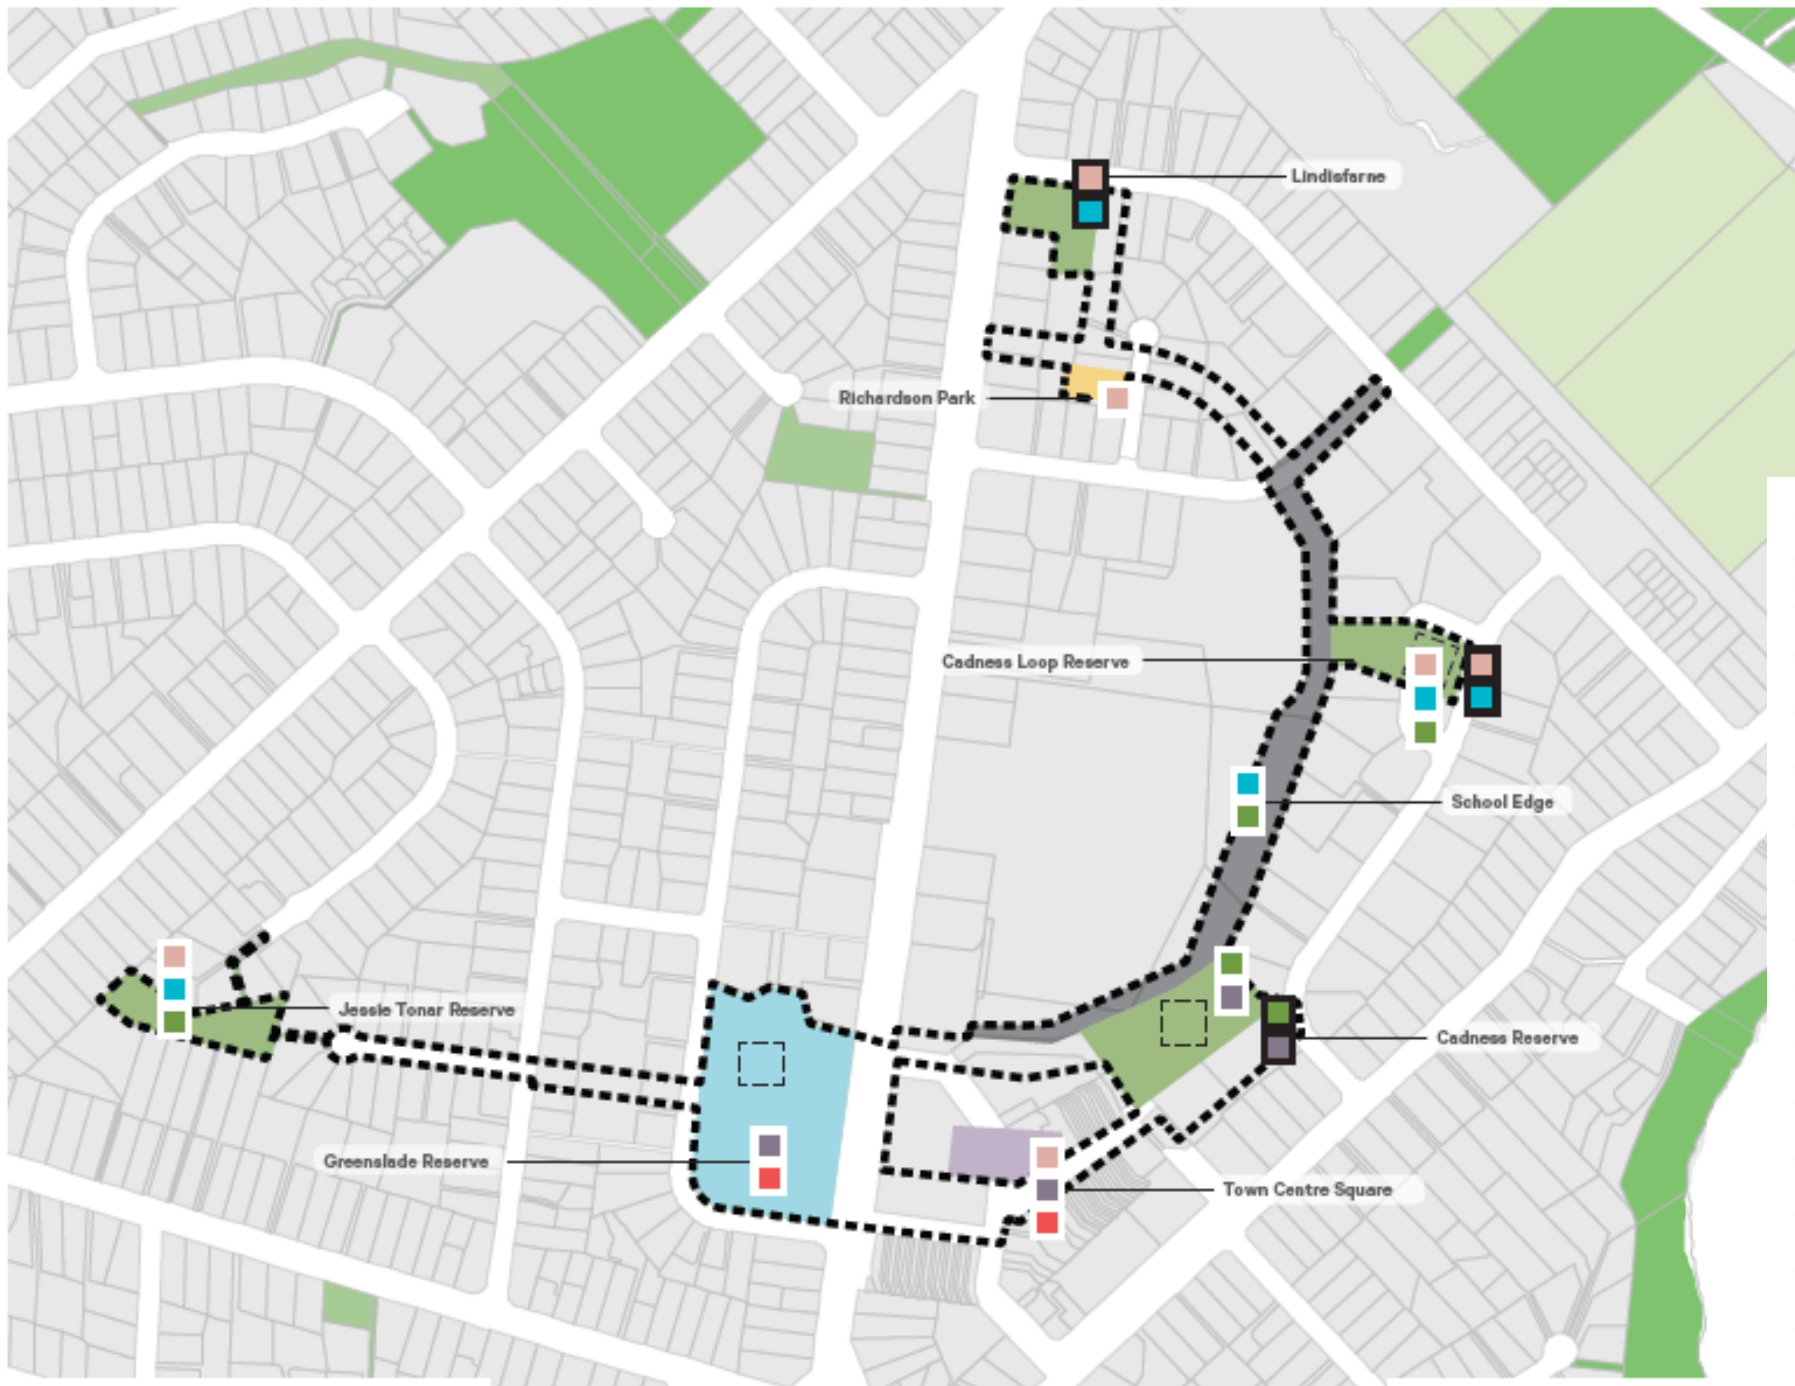 Lindisfarne
Richardson Park
Cadness Loop Reserve
School Edge
Jessie Tonar Reserve
Cadness Reserve
Greenslade Reserve
Town Centre Square